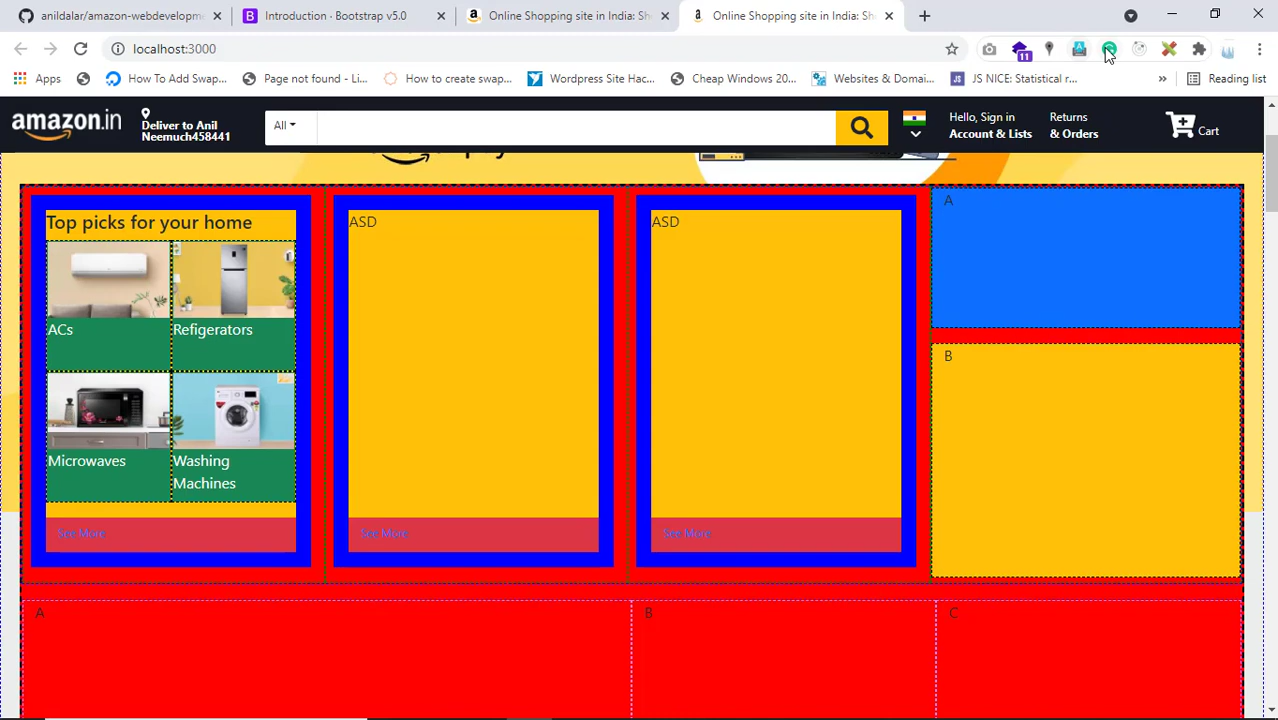 anildalar/amazon-webdevelopme
Introduction · Bootstrap v5.0
Online Shopping site in India: Sh
Online Shopping site in India: Sh
localhost:3000
11
Apps
How To Add Swap...
Page not found - Li...
How to create swap...
Wordpress Site Hac...
Cheap Windows 20...
Websites & Domai...
JS NICE: Statistical r...
Reading list
amazon.in
Deliver to Anil
Neemuch458441
All
Hello, Sign in
Account & Lists
Returns
& Orders
Cart
Top picks for your home
ASD
ASD
A
ACs
Refigerators
B
Microwaves
Washing
Machines
See More
See More
See More
A
B
C